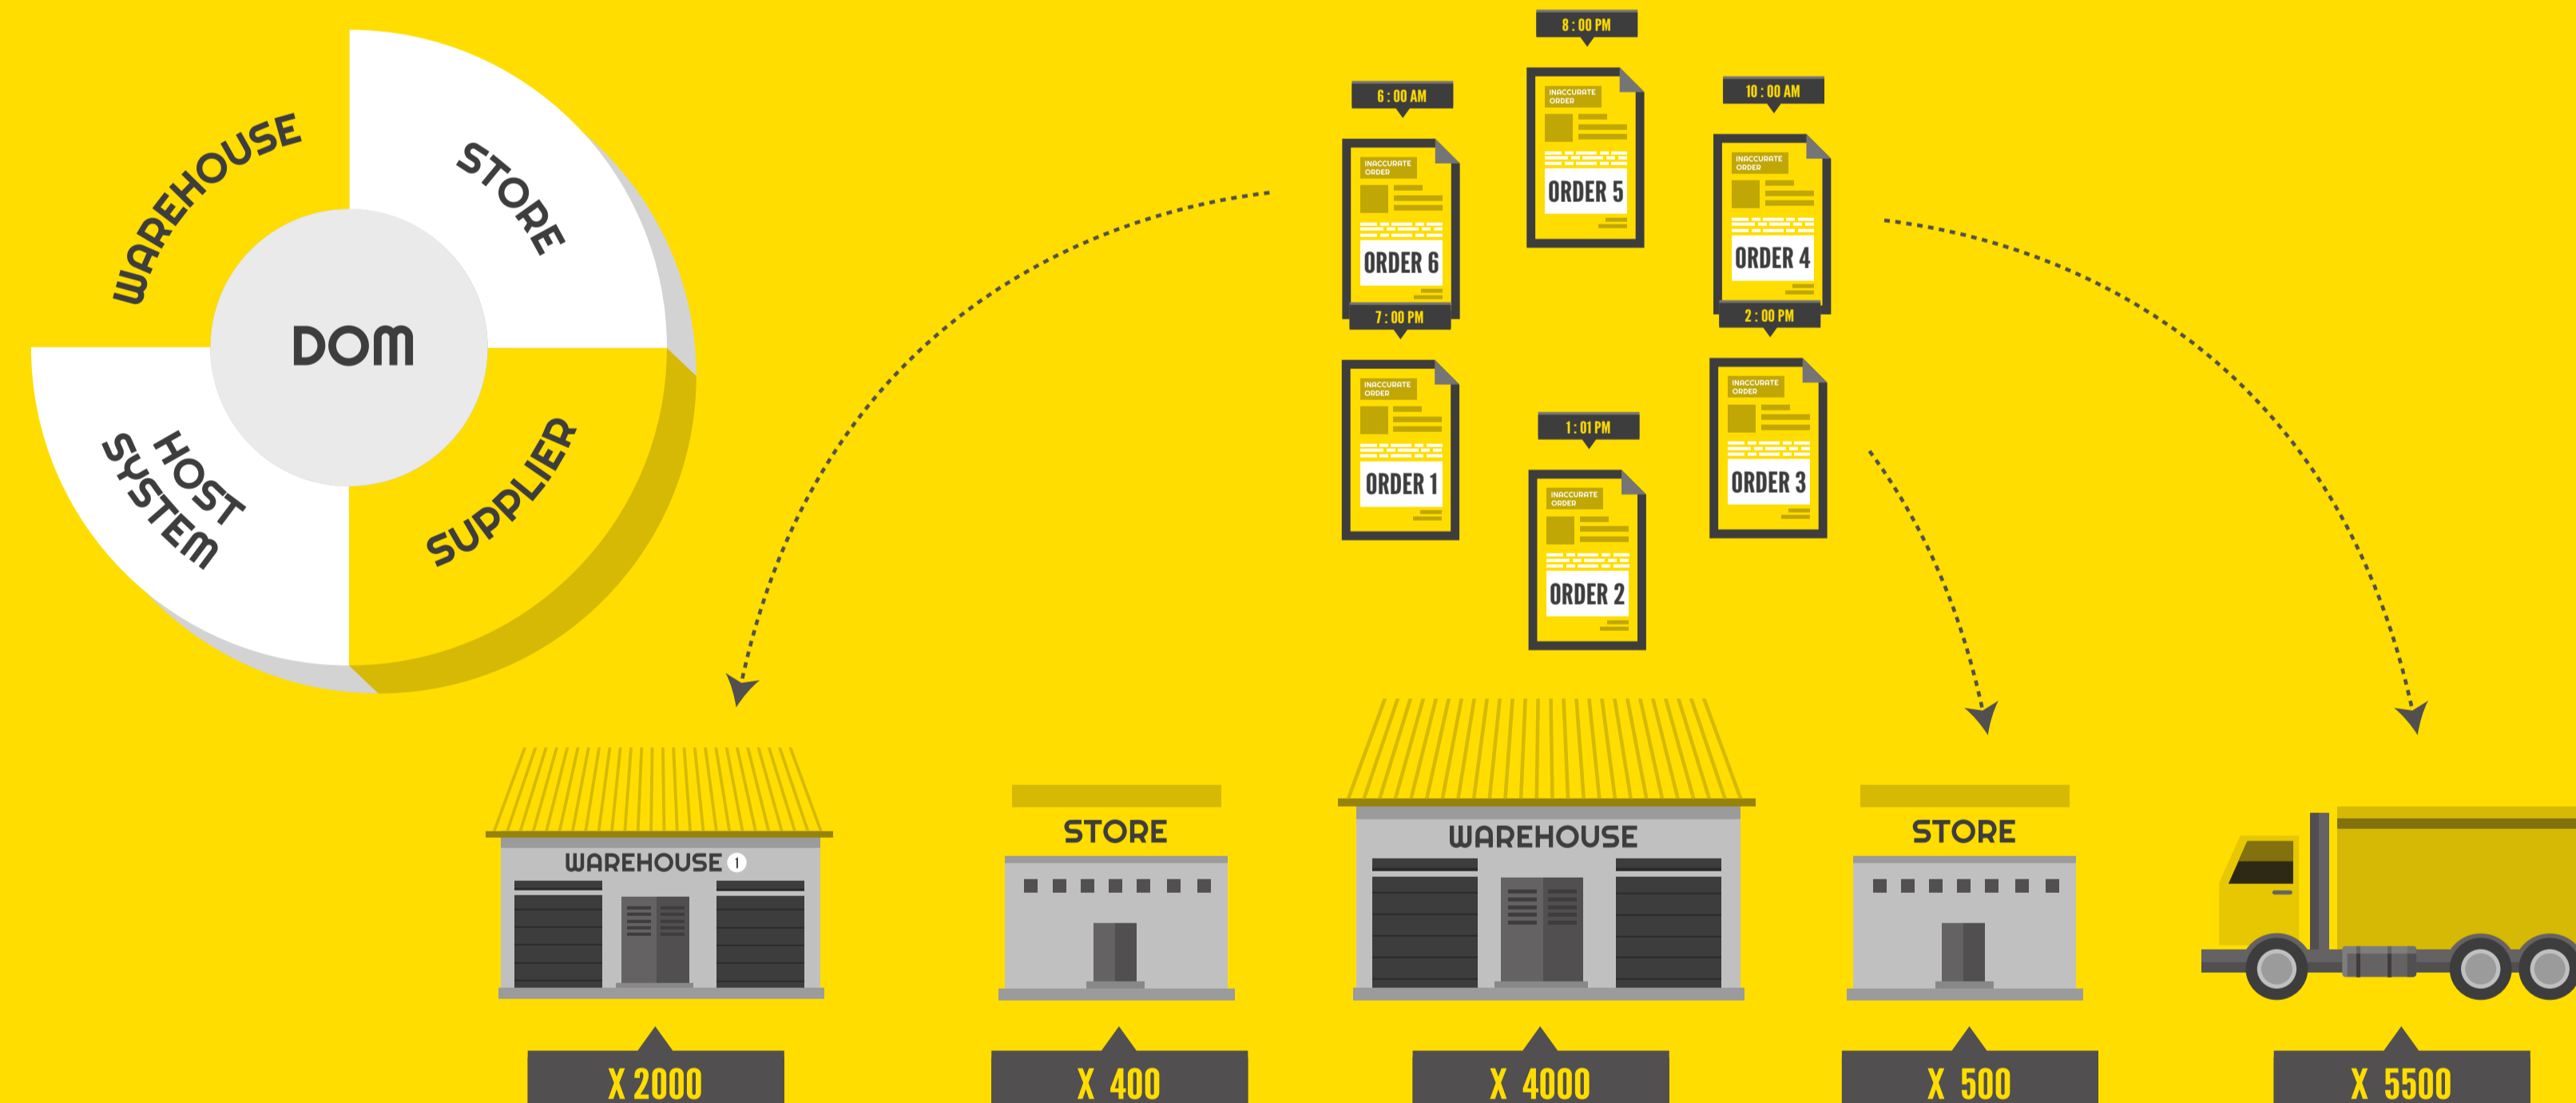 WAREHOUSE
STORE
DOM
HOST
SYSTEM
SUPPLIER
8 : 00 PM
INACCURATE
ORDER
ORDER 5
6 : 00 AM
INACCURATE
ORDER
ORDER 6
10 : 00 AM
INACCURATE
ORDER
ORDER 4
7 : 00 PM
INACCURATE
ORDER
ORDER 1
1 : 01 PM
INACCURATE
ORDER
ORDER 2
2 : 00 PM
INACCURATE
ORDER
ORDER 3
WAREHOUSE 1
STORE
WAREHOUSE
STORE
X 2000
X 400
X 4000
X 500
X 5500